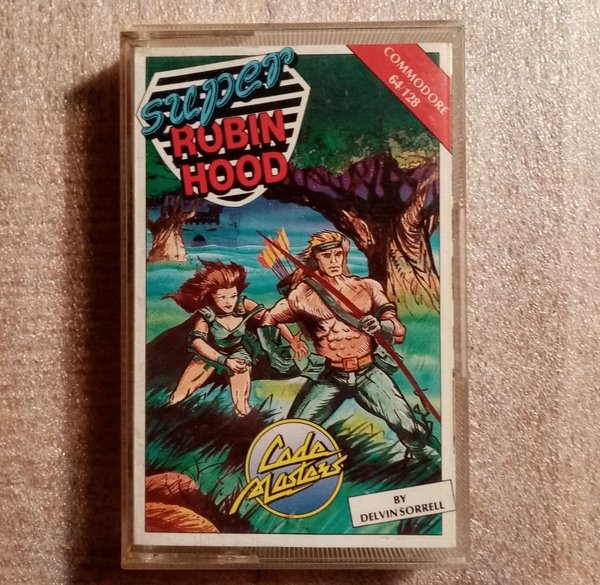 super
ROBIN
HOOD
COMMODORE
64/128
Code
Masters
BY
DELVIN SORRELL